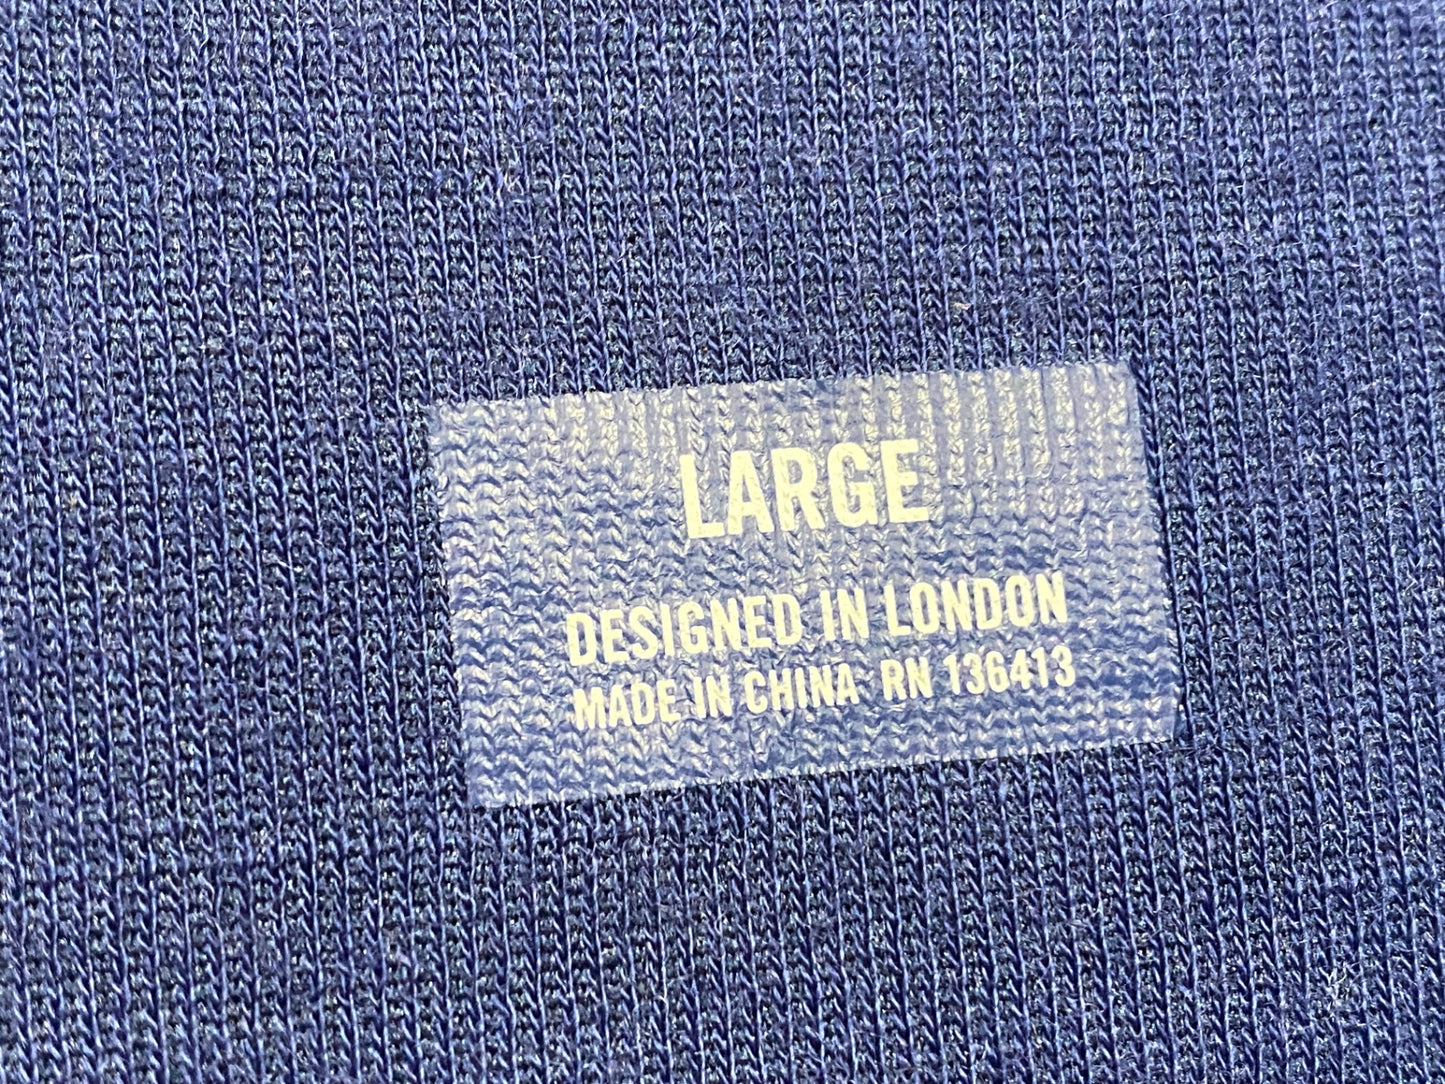 LARGE
DESIGNED IN LONDON
MADE IN CHINA RN 136413